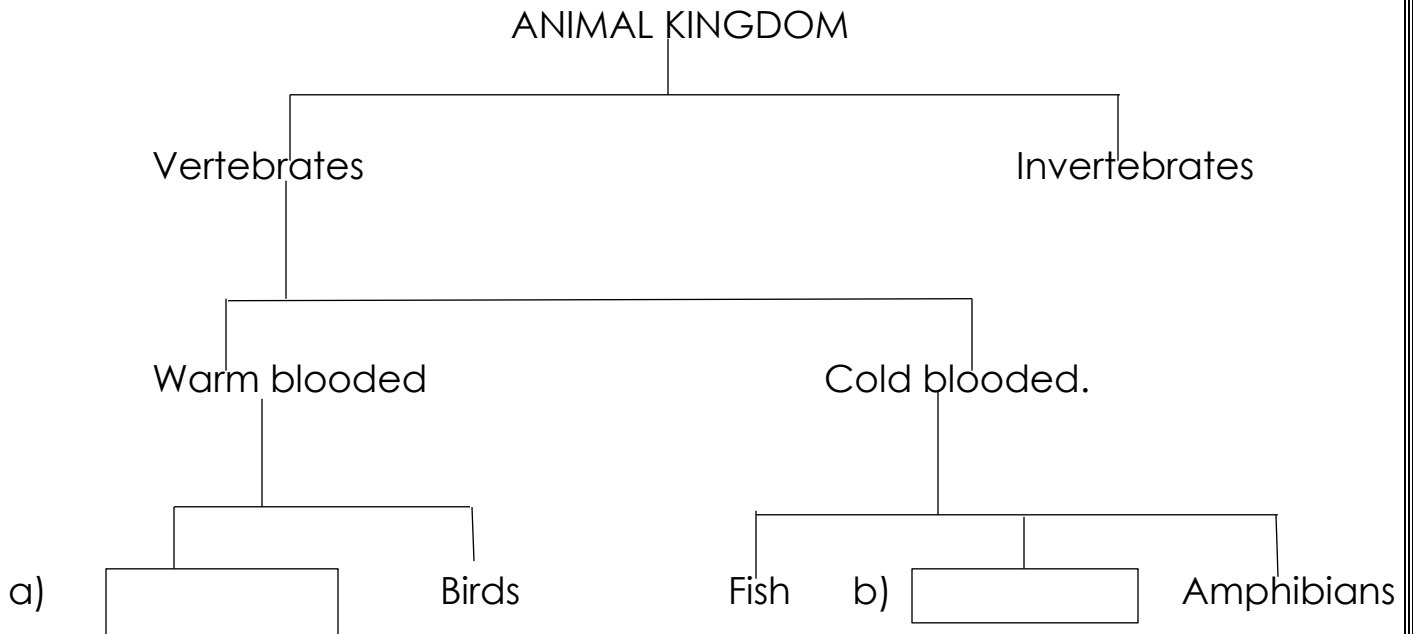 ANIMAL KINGDOM
Vertebrates Invertebrates
Warm blooded Cold blooded.
a) Birds Fish b) Amphibians